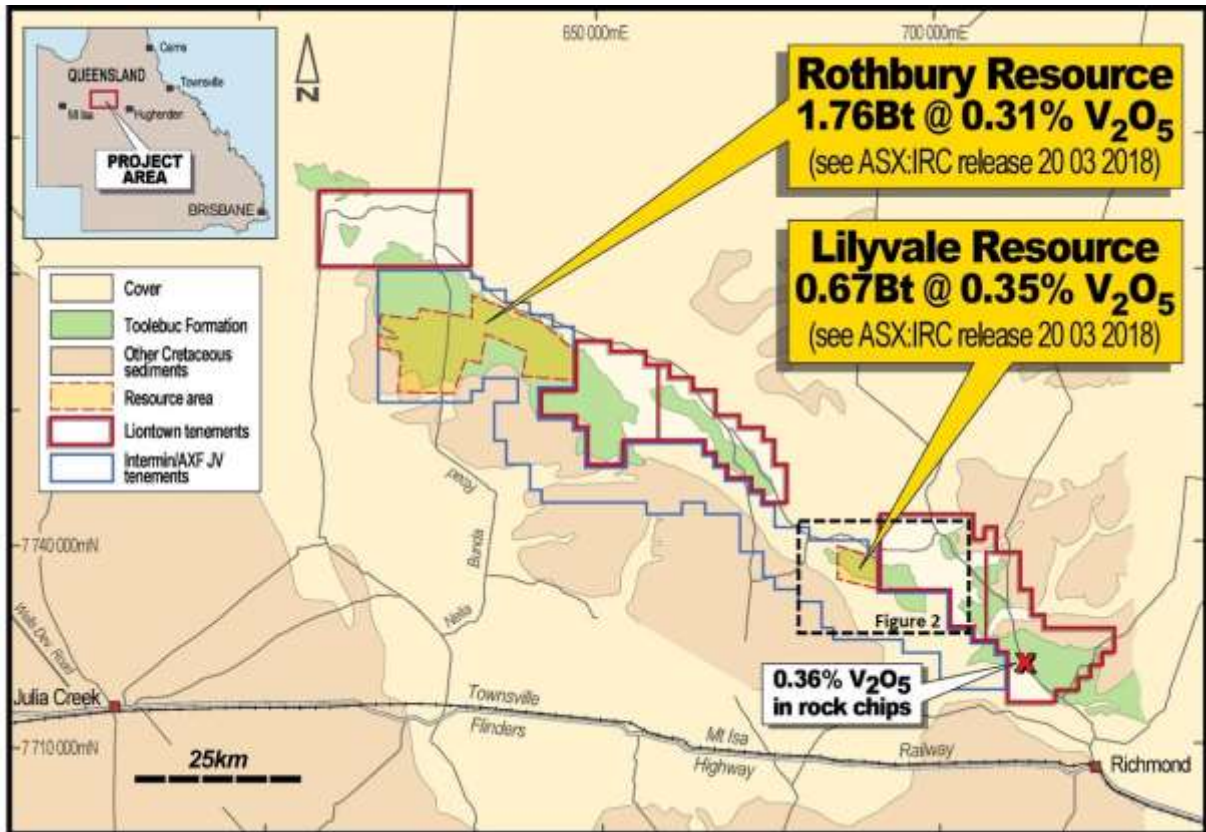 650 000mE
700 000mE
Cairns
QUEENSLAND
Townsville
Mt Isa
Hughenden
PROJECT
AREA
BRISBANE
N
Rothbury Resource
1.76Bt @ 0.31% V₂O₅
(see ASX:IRC release 20 03 2018)
Lilyvale Resource
0.67Bt @ 0.35% V₂O₅
(see ASX:IRC release 20 03 2018)
Cover
Toolebuc Formation
Other Cretaceous
sediments
Resource area
Liontown tenements
Intermin/AXF JV
tenements
Road
Bunda
Nelia
7 740 000mN
Wills Dev Road
Figure 2
X
0.36% V₂O₅
in rock chips
Julia Creek
Townsville
Flinders
Mt Isa
Highway
Railway
Richmond
7 710 000mN
25km